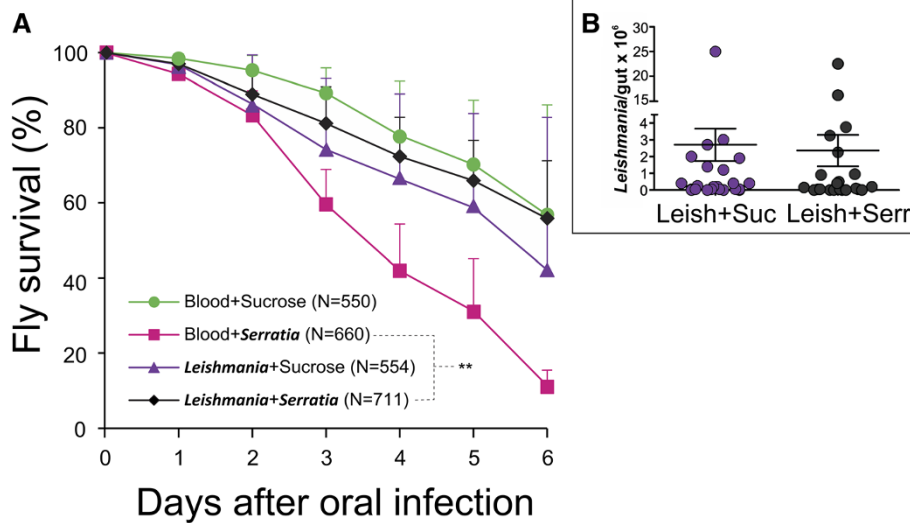 A
Fly survival (%)
100
80
60
40
20
0
Blood+Sucrose (N=550)
Blood+Serratia (N=660)
Leishmania+Sucrose (N=554)
Leishmania+Serratia (N=711)
**
0 1 2 3 4 5 6
Days after oral infection
B
Leishmania/gut x 10⁶
30
25
20
15
10
5
4
3
2
1
0
Leish+Suc Leish+Serr